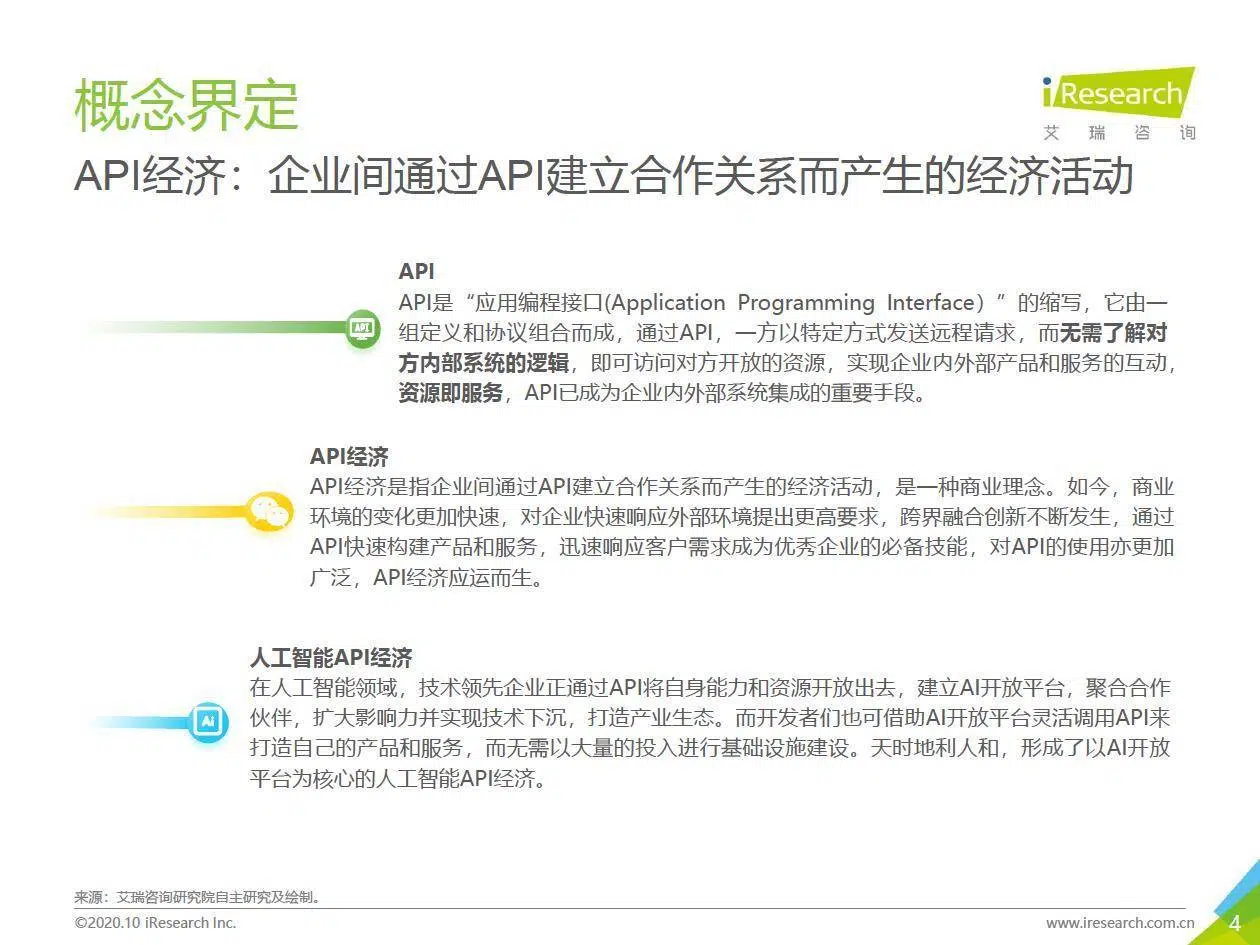 概念界定
iResearch
艾瑞咨询
API经济：企业间通过API建立合作关系而产生的经济活动
API
API是“应用编程接口(Application Programming Interface）”的缩写，它由一
组定义和协议组合而成，通过API，一方以特定方式发送远程请求，而无需了解对
方内部系统的逻辑，即可访问对方开放的资源，实现企业内外部产品和服务的互动，
资源即服务，API已成为企业内外部系统集成的重要手段。
API
API经济
API经济是指企业间通过API建立合作关系而产生的经济活动，是一种商业理念。如今，商业
环境的变化更加快速，对企业快速响应外部环境提出更高要求，跨界融合创新不断发生，通过
API快速构建产品和服务，迅速响应客户需求成为优秀企业的必备技能，对API的使用亦更加
广泛，API经济应运而生。
人工智能API经济
在人工智能领域，技术领先企业正通过API将自身能力和资源开放出去，建立AI开放平台，聚合合作
伙伴，扩大影响力并实现技术下沉，打造产业生态。而开发者们也可借助AI开放平台灵活调用API来
打造自己的产品和服务，而无需以大量的投入进行基础设施建设。天时地利人和，形成了以AI开放
平台为核心的人工智能API经济。
Ai
来源：艾瑞咨询研究院自主研究及绘制。
©2020.10 iResearch Inc.
www.iresearch.com.cn
4